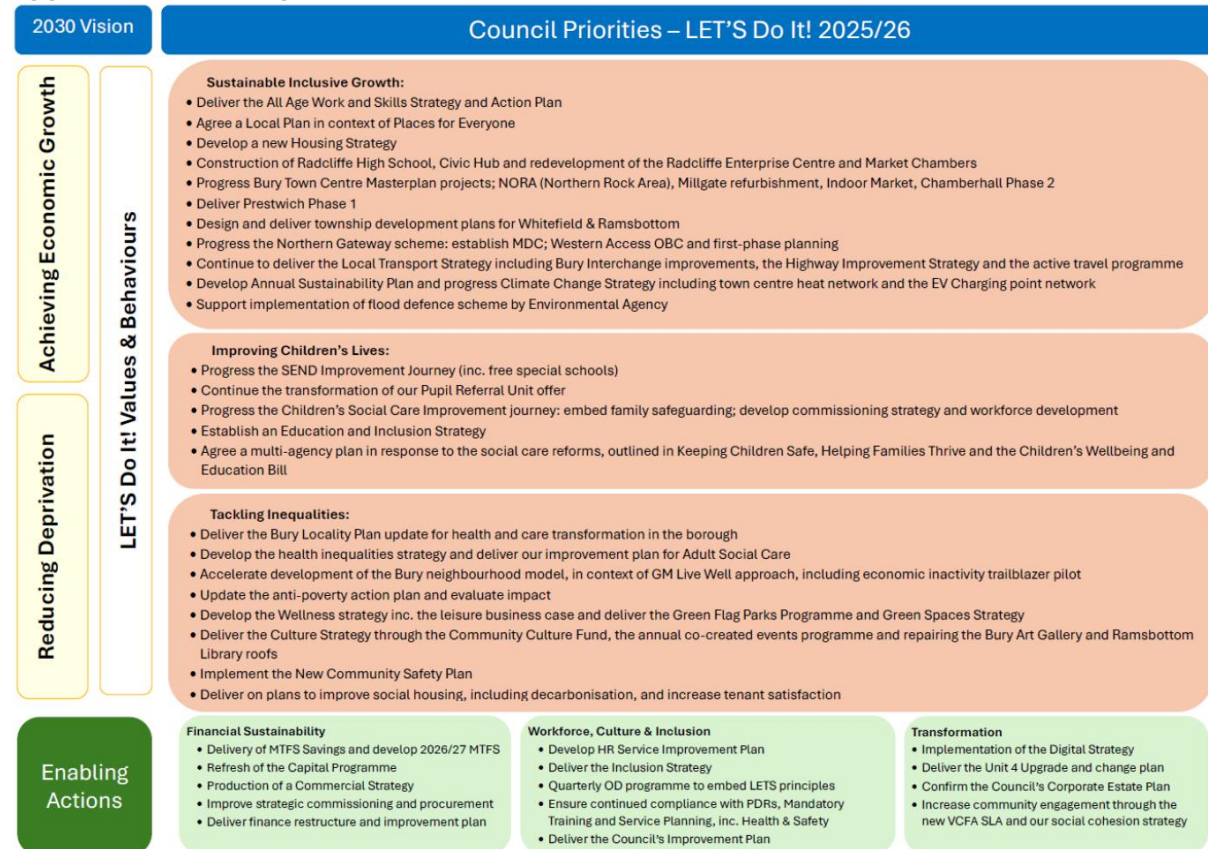 2030 Vision
Council Priorities – LET'S Do It! 2025/26
Achieving Economic Growth
Reducing Deprivation
LET'S Do It! Values & Behaviours
Sustainable Inclusive Growth:
• Deliver the All Age Work and Skills Strategy and Action Plan
• Agree a Local Plan in context of Places for Everyone
• Develop a new Housing Strategy
• Construction of Radcliffe High School, Civic Hub and redevelopment of the Radcliffe Enterprise Centre and Market Chambers
• Progress Bury Town Centre Masterplan projects; NORA (Northern Rock Area), Millgate refurbishment, Indoor Market, Chamberhall Phase 2
• Deliver Prestwich Phase 1
• Design and deliver township development plans for Whitefield & Ramsbottom
• Progress the Northern Gateway scheme: establish MDC; Western Access OBC and first-phase planning
• Continue to deliver the Local Transport Strategy including Bury Interchange improvements, the Highway Improvement Strategy and the active travel programme
• Develop Annual Sustainability Plan and progress Climate Change Strategy including town centre heat network and the EV Charging point network
• Support implementation of flood defence scheme by Environmental Agency
Improving Children's Lives:
• Progress the SEND Improvement Journey (inc. free special schools)
• Continue the transformation of our Pupil Referral Unit offer
• Progress the Children's Social Care Improvement journey: embed family safeguarding; develop commissioning strategy and workforce development
• Establish an Education and Inclusion Strategy
• Agree a multi-agency plan in response to the social care reforms, outlined in Keeping Children Safe, Helping Families Thrive and the Children's Wellbeing and
Education Bill
Tackling Inequalities:
• Deliver the Bury Locality Plan update for health and care transformation in the borough
• Develop the health inequalities strategy and deliver our improvement plan for Adult Social Care
• Accelerate development of the Bury neighbourhood model, in context of GM Live Well approach, including economic inactivity trailblazer pilot
• Update the anti-poverty action plan and evaluate impact
• Develop the Wellness strategy inc. the leisure business case and deliver the Green Flag Parks Programme and Green Spaces Strategy
• Deliver the Culture Strategy through the Community Culture Fund, the annual co-created events programme and repairing the Bury Art Gallery and Ramsbottom
Library roofs
• Implement the New Community Safety Plan
• Deliver on plans to improve social housing, including decarbonisation, and increase tenant satisfaction
Enabling
Actions
Financial Sustainability
• Delivery of MTFS Savings and develop 2026/27 MTFS
• Refresh of the Capital Programme
• Production of a Commercial Strategy
• Improve strategic commissioning and procurement
• Deliver finance restructure and improvement plan
Workforce, Culture & Inclusion
• Develop HR Service Improvement Plan
• Deliver the Inclusion Strategy
• Quarterly OD programme to embed LETS principles
• Ensure continued compliance with PDRs, Mandatory
Training and Service Planning, inc. Health & Safety
• Deliver the Council's Improvement Plan
Transformation
• Implementation of the Digital Strategy
• Deliver the Unit 4 Upgrade and change plan
• Confirm the Council's Corporate Estate Plan
• Increase community engagement through the
new VCFA SLA and our social cohesion strategy